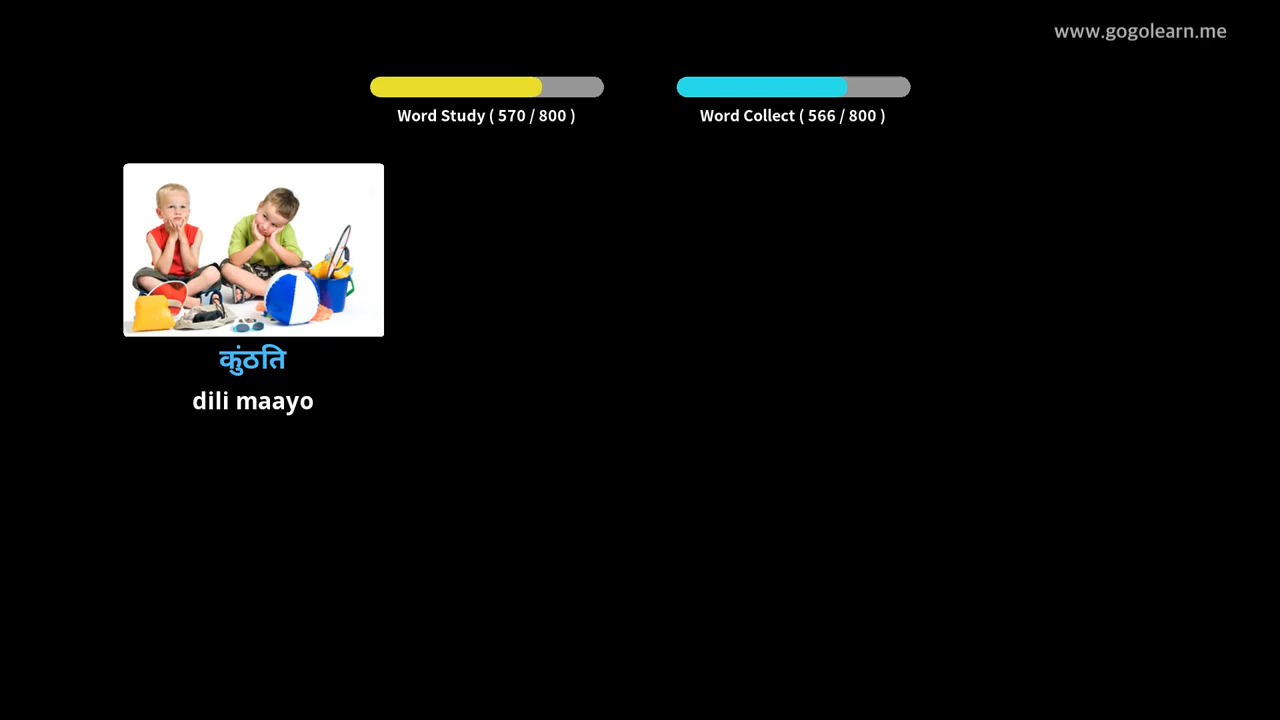 www.gogolearn.me
Word Study ( 570 / 800 )
Word Collect ( 566 / 800 )
कुंठति
dili maayo